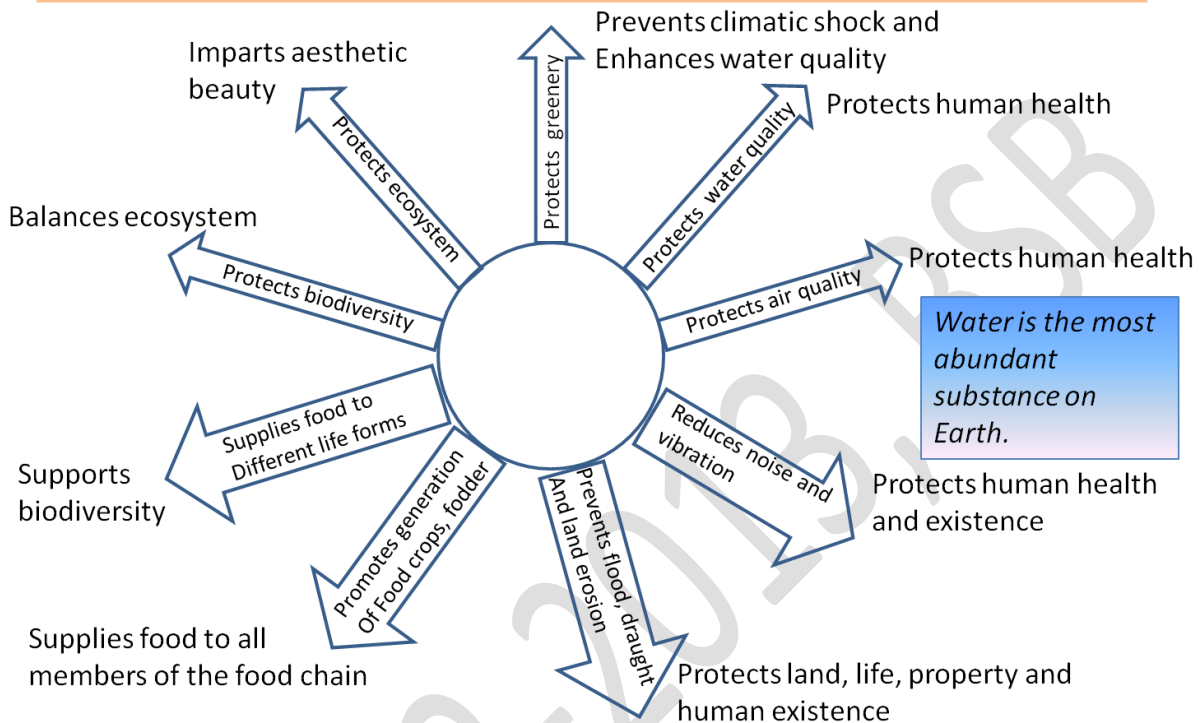 Prevents climatic shock and
Enhances water quality
Protects greenery
Imparts aesthetic
beauty
Protects ecosystem
Protects water quality
Protects human health
Balances ecosystem
Protects biodiversity
Protects air quality
Protects human health
Water is the most
abundant
substance on
Earth.
Supplies food to
Different life forms
Supports
biodiversity
Reduces noise and
vibration
Protects human health
and existence
Promotes generation
Of Food crops, fodder
Supplies food to all
members of the food chain
Prevents flood, draught
And land erosion
Protects land, life, property and
human existence
2013, BSB